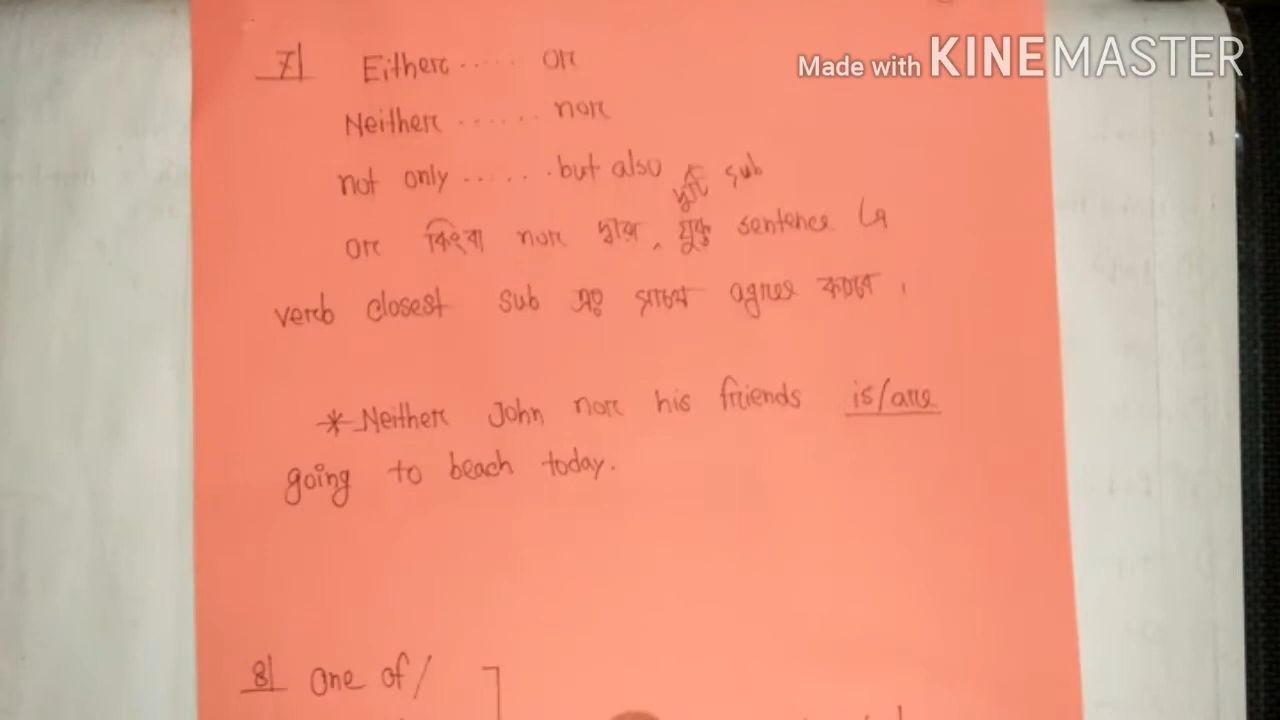 Made with KINEMASTER
7| Either ..... or
Neither ...... nor
not only ...... but also দুটি sub
or কিংবা nor দ্বারা, যুক্ত sentence এ
verb closest sub এর সাথে agree করবে।
* Neither John nor his friends is/are
going to beach today.
8| One of /